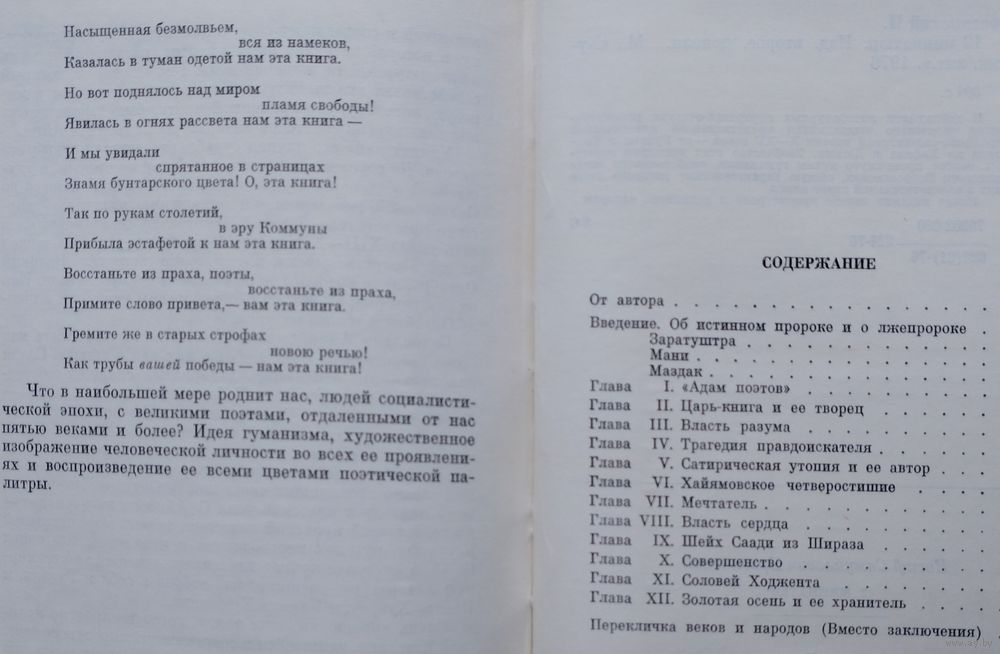 Насыщенная безмолвьем,
вся из намеков,
Казалась в туман одетой нам эта книга.
Но вот поднялось над миром
пламя свободы!
Явилась в огнях рассвета нам эта книга —
И мы увидали
спрятанное в страницах
Знамя бунтарского цвета! О, эта книга!
Так по рукам столетий,
в эру Коммуны
Прибыла эстафетой к нам эта книга.
Восстаньте из праха, поэты,
восстаньте из праха,
Примите слово привета,— вам эта книга.
Гремите же в старых строфах
новою речью!
Как трубы вашей победы — нам эта книга!
Что в наибольшей мере роднит нас, людей социалисти-
ческой эпохи, с великими поэтами, отдаленными от нас
пятью веками и более? Идея гуманизма, художественное
изображение человеческой личности во всех ее проявлени-
ях и воспроизведение ее всеми цветами поэтической па-
литры.
СОДЕРЖАНИЕ
От автора . . . . . . . . . . . . . . .
Введение. Об истинном пророке и о лжепророке .
Заратуштра . . . . . . . . . . . .
Мани . . . . . . . . . . . . . .
Маздак . . . . . . . . . . . . . .
Глава I. «Адам поэтов» . . . . . . . . .
Глава II. Царь-книга и ее творец . . . . . .
Глава III. Власть разума . . . . . . . . .
Глава IV. Трагедия правдоискателя . . . . . .
Глава V. Сатирическая утопия и ее автор . . .
Глава VI. Хайямовское четверостишие . . . .
Глава VII. Мечтатель . . . . . . . . . . .
Глава VIII. Власть сердца . . . . . . . . .
Глава IX. Шейх Саади из Шираза . . . . . .
Глава X. Совершенство . . . . . . . . .
Глава XI. Соловей Ходжента . . . . . . . .
Глава XII. Золотая осень и ее хранитель . . . .
Перекличка веков и народов (Вместо заключения) .
www.ay.by